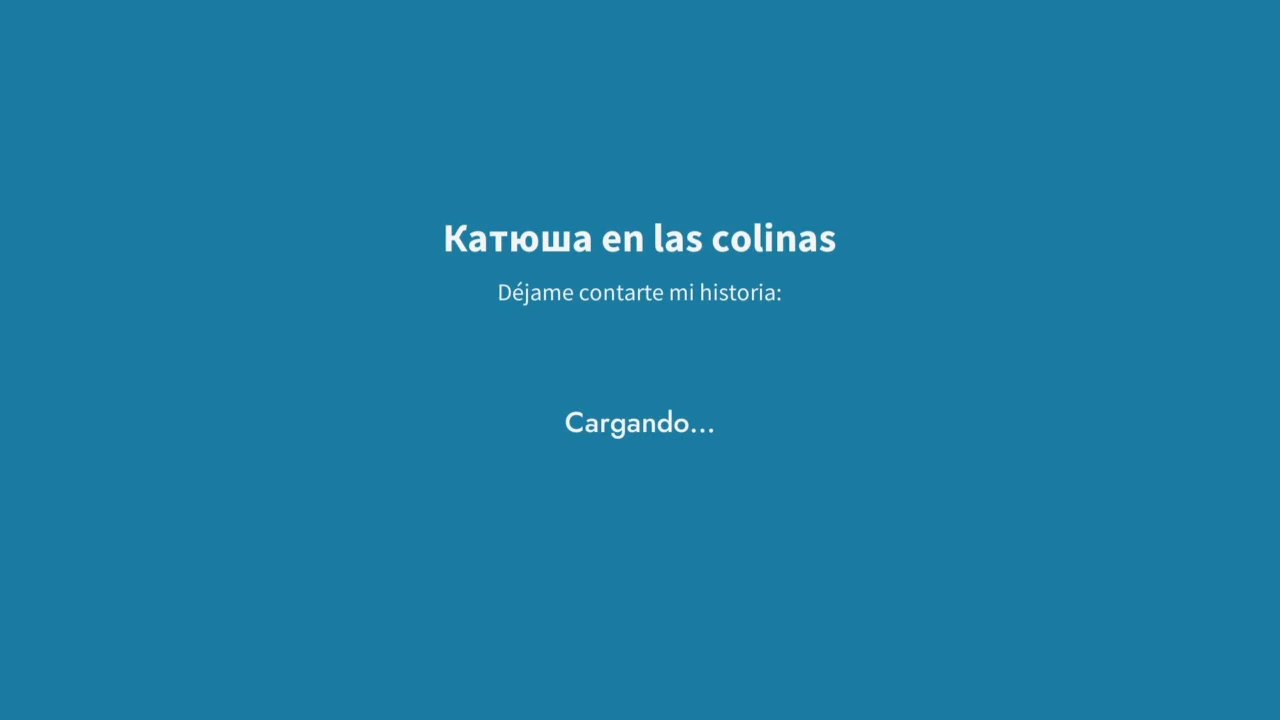 Катюша en las colinas
Déjame contarte mi historia:
Cargando...